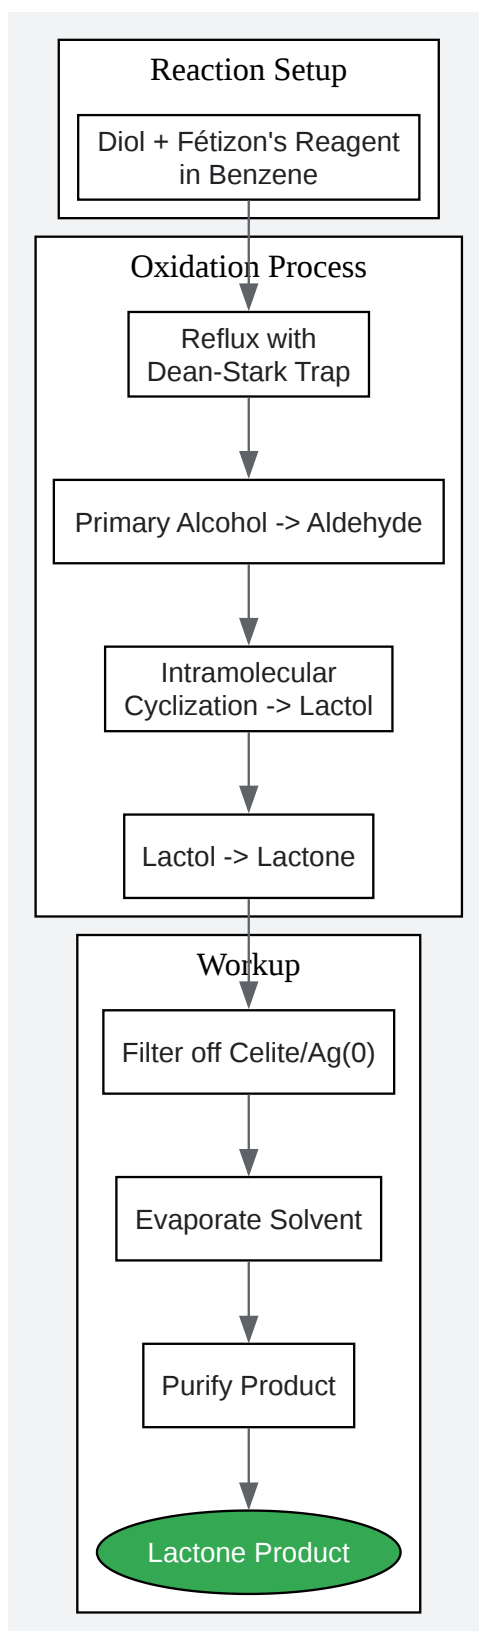 Reaction Setup
Diol + Fétizon's Reagent
in Benzene
Oxidation Process
Reflux with
Dean-Stark Trap
Primary Alcohol -> Aldehyde
Intramolecular
Cyclization -> Lactol
Lactol -> Lactone
Workup
Filter off Celite/Ag(0)
Evaporate Solvent
Purify Product
Lactone Product